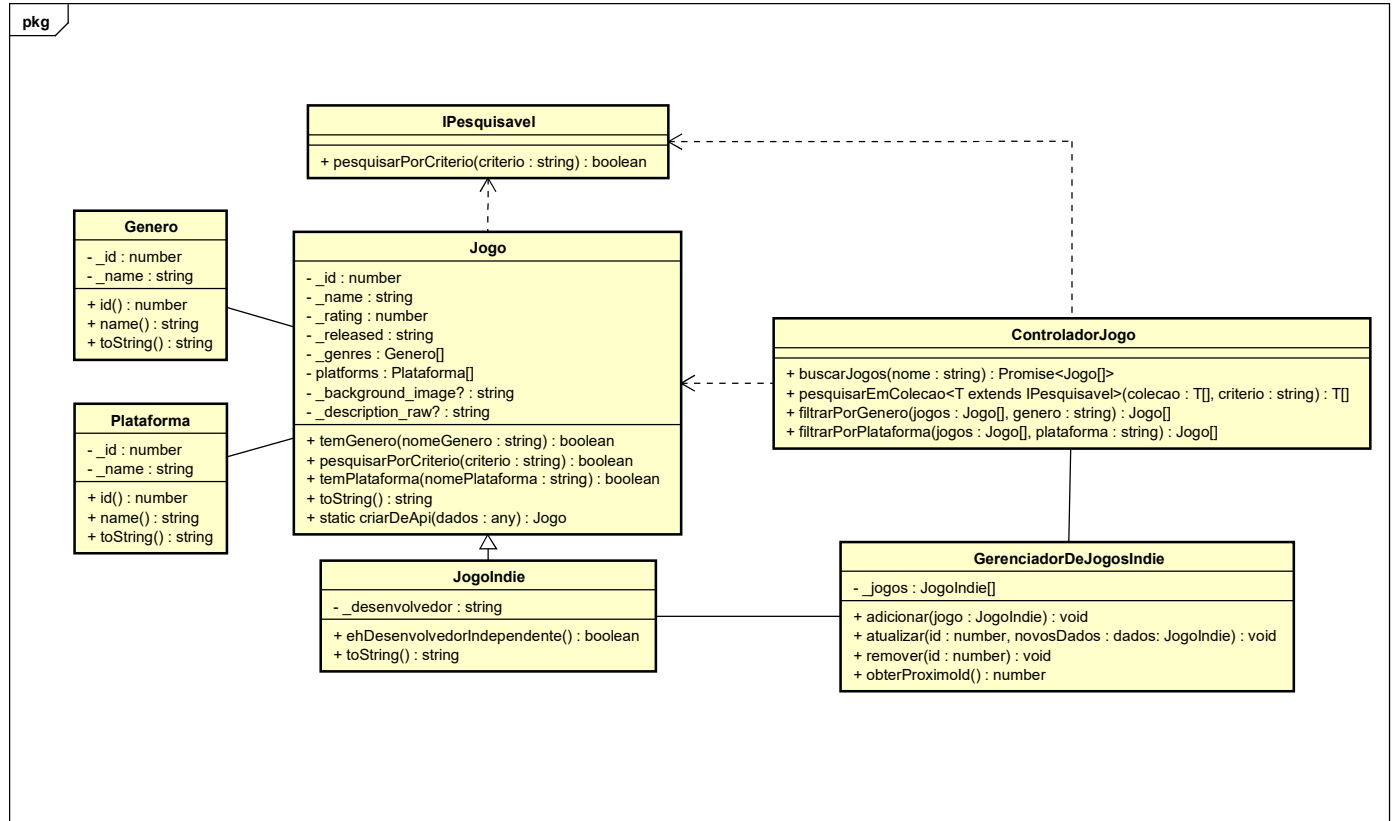 pkg
IPesquisavel
+ pesquisarPorCriterio(criterio : string) : boolean
Genero
- _id : number
- _name : string
+ id() : number
+ name() : string
+ toString() : string
Jogo
- _id : number
- _name : string
- _rating : number
- _released : string
- _genres : Genero[]
- platforms : Plataforma[]
- _background_image? : string
- _description_raw? : string
+ temGenero(nomeGenero : string) : boolean
+ pesquisarPorCriterio(criterio : string) : boolean
+ temPlataforma(nomePlataforma : string) : boolean
+ toString() : string
+ static criarDeApi(dados : any) : Jogo
ControladorJogo
+ buscarJogos(nome : string) : Promise<Jogo[]>
+ pesquisarEmColecao<T extends IPesquisavel>(colecao : T[], criterio : string) : T[]
+ filtrarPorGenero(jogos : Jogo[], genero : string) : Jogo[]
+ filtrarPorPlataforma(jogos : Jogo[], plataforma : string) : Jogo[]
Plataforma
- _id : number
- _name : string
+ id() : number
+ name() : string
+ toString() : string
JogoIndie
- _desenvolvedor : string
+ ehDesenvolvedorIndependente() : boolean
+ toString() : string
GerenciadorDeJogosIndie
- _jogos : JogoIndie[]
+ adicionar(jogo : JogoIndie) : void
+ atualizar(id : number, novosDados : dados: JogoIndie) : void
+ remover(id : number) : void
+ obterProximoId() : number